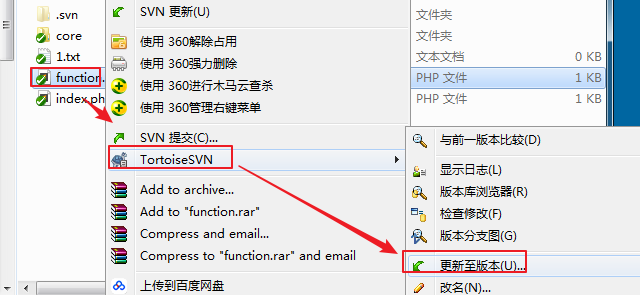 .svn
core
1.txt
function.
index.ph
SVN 更新(U)
使用 360解除占用
使用 360强力删除
使用 360进行木马云查杀
使用 360管理右键菜单
SVN 提交(C)...
TortoiseSVN
Add to archive...
Add to "function.rar"
Compress and email...
Compress to "function.rar" and email
上传到百度网盘
文件夹
文件夹
文本文档 0 KB
PHP 文件 1 KB
PHP 文件 1 KB
与前一版本比较(D)
显示日志(L)
版本库浏览器(R)
检查修改(F)
版本分支图(G)
更新至版本(U)...
改名(N)...